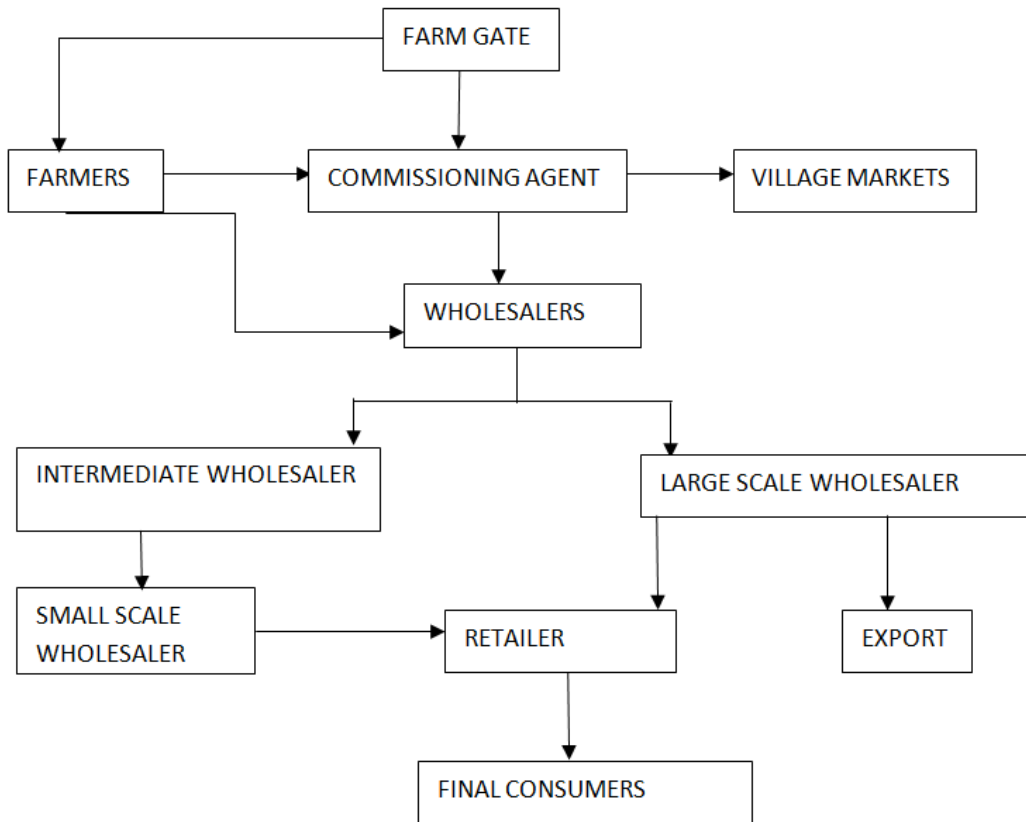 FARM GATE
FARMERS
COMMISSIONING AGENT
VILLAGE MARKETS
WHOLESALERS
INTERMEDIATE WHOLESALER
LARGE SCALE WHOLESALER
SMALL SCALE
WHOLESALER
RETAILER
EXPORT
FINAL CONSUMERS